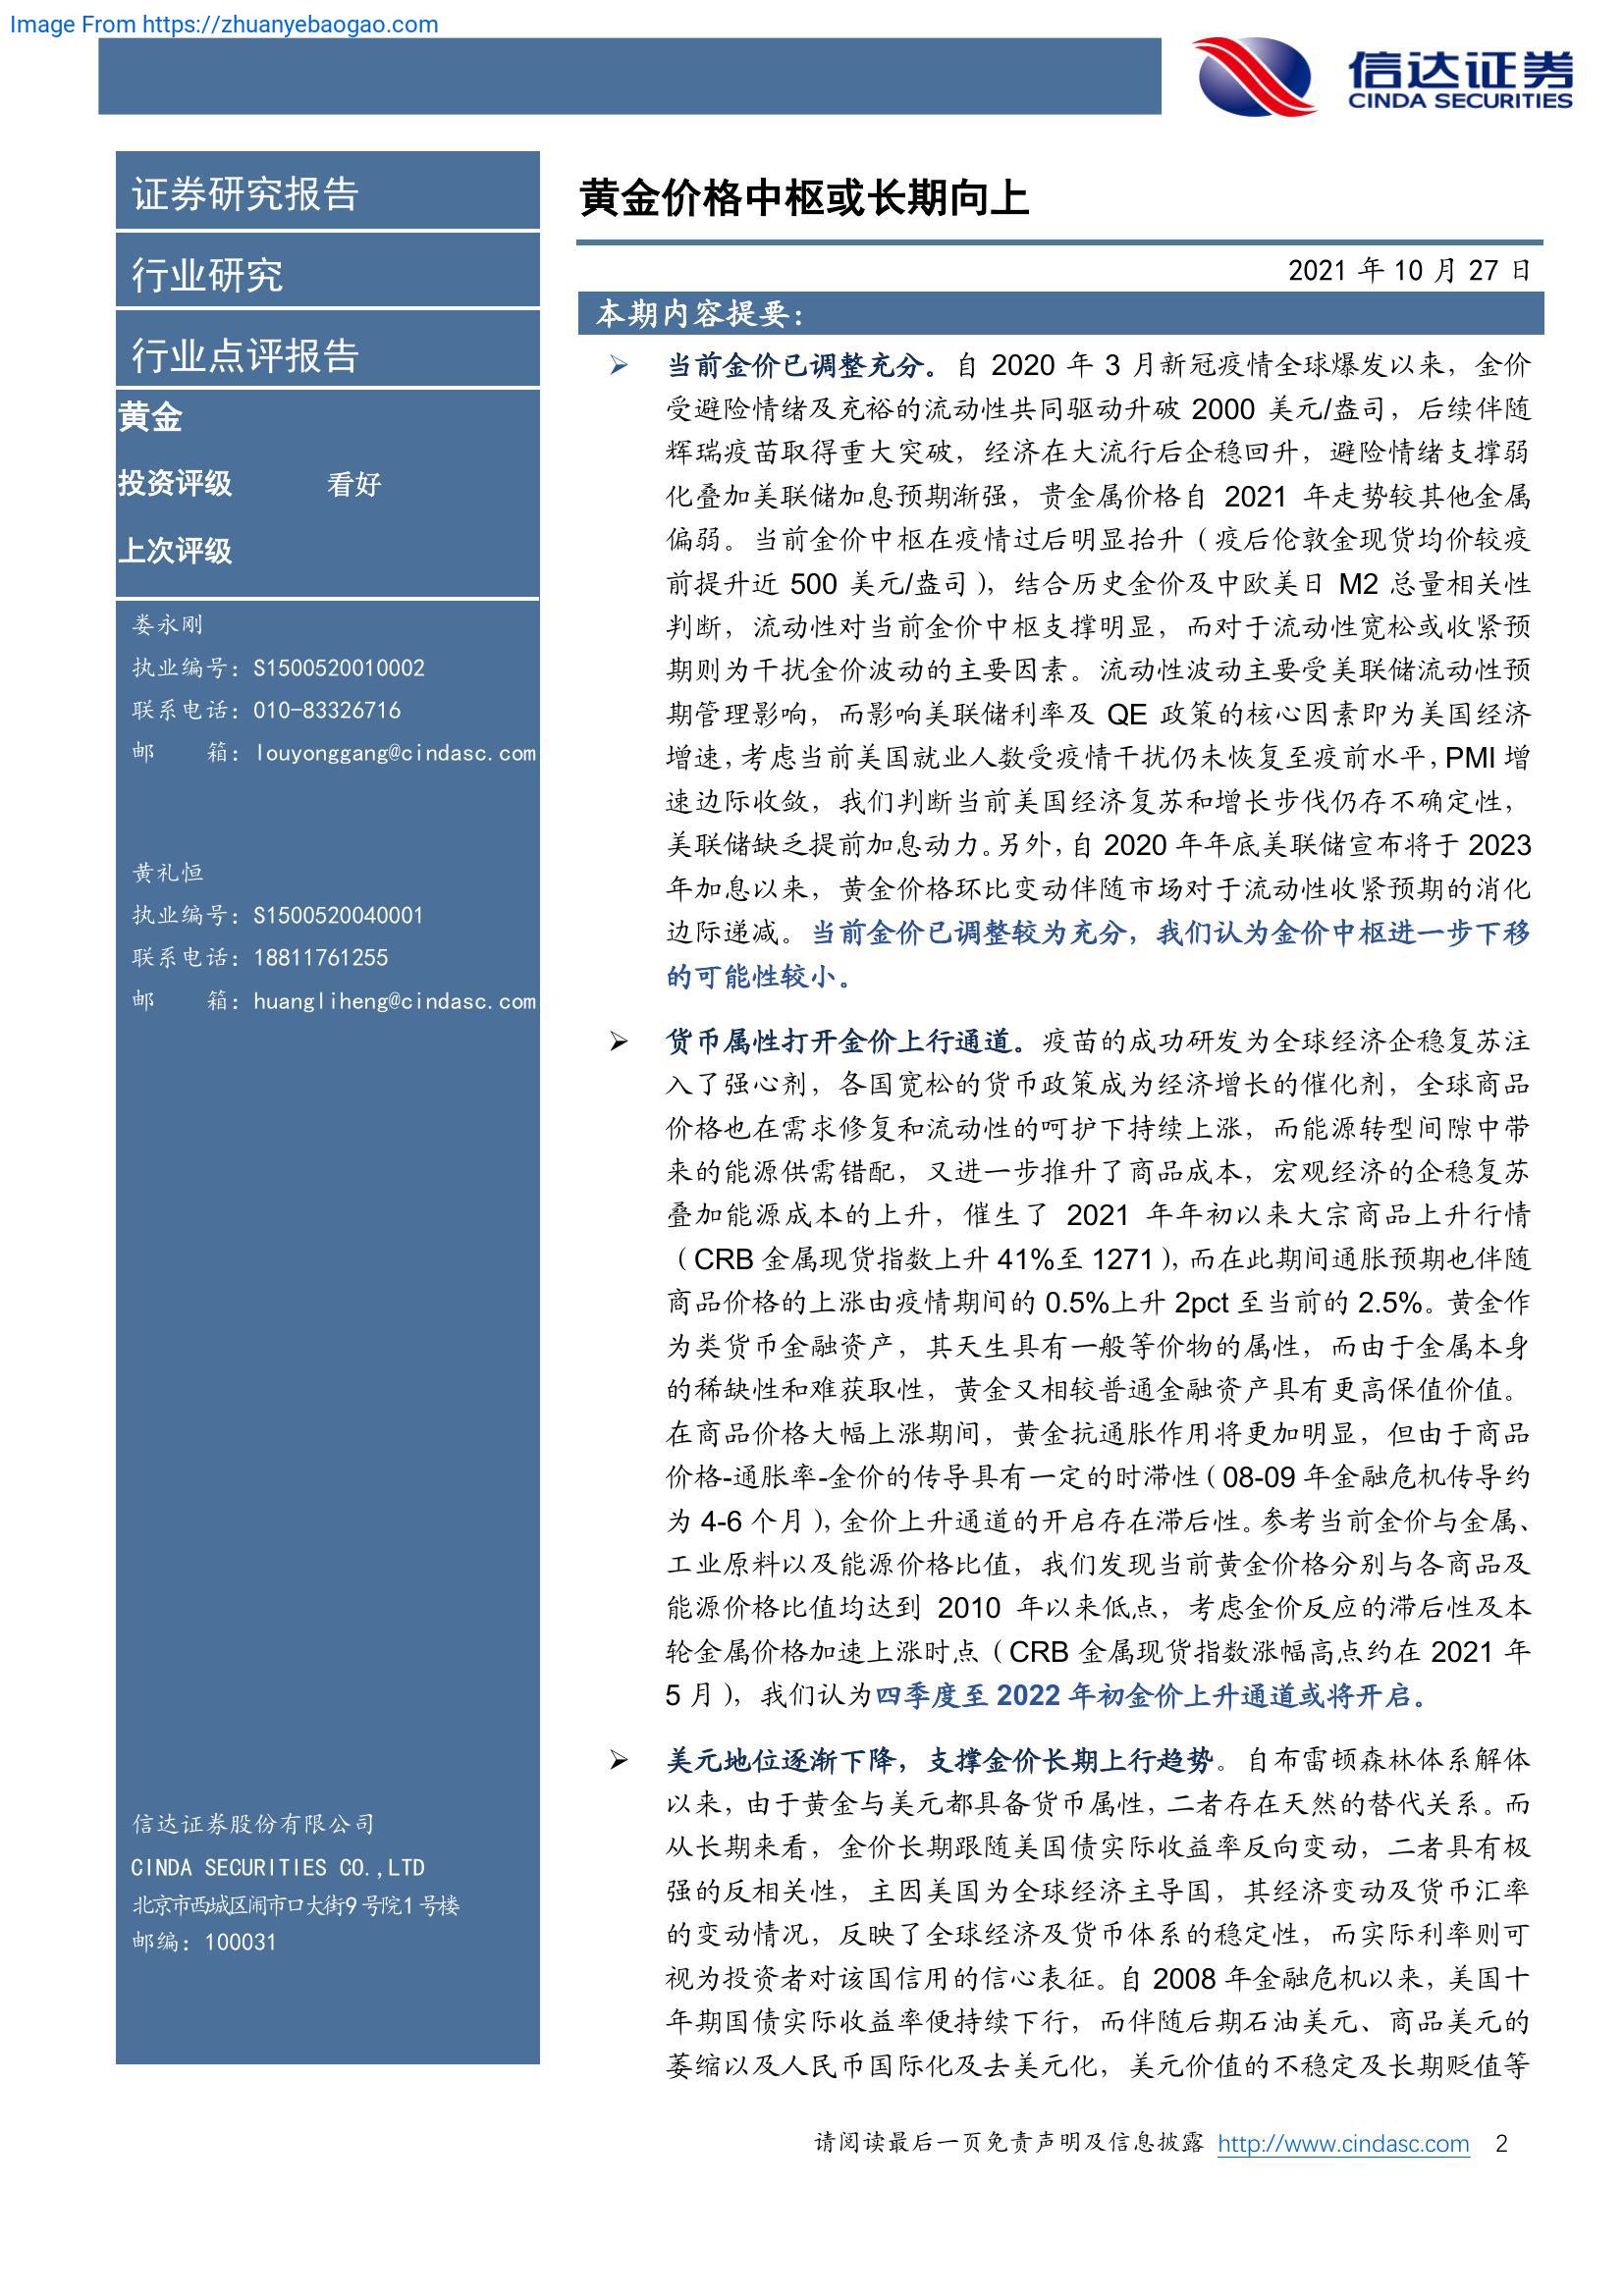 Image From https://zhuanyebaogao.com
信达证券
CINDA SECURITIES
证券研究报告
行业研究
行业点评报告
黄金
投资评级 看好
上次评级
娄永刚
执业编号：S1500520010002
联系电话：010-83326716
邮 箱：louyonggang@cindasc.com
黄礼恒
执业编号：S1500520040001
联系电话：18811761255
邮 箱：huangliheng@cindasc.com
信达证券股份有限公司
CINDA SECURITIES CO.,LTD
北京市西城区闹市口大街9号院1号楼
邮编：100031
黄金价格中枢或长期向上
2021 年 10 月 27 日
本期内容提要：
➢ 当前金价已调整充分。自 2020 年 3 月新冠疫情全球爆发以来，金价
受避险情绪及充裕的流动性共同驱动升破 2000 美元/盎司，后续伴随
辉瑞疫苗取得重大突破，经济在大流行后企稳回升，避险情绪支撑弱
化叠加美联储加息预期渐强，贵金属价格自 2021 年走势较其他金属
偏弱。当前金价中枢在疫情过后明显抬升（疫后伦敦金现货均价较疫
前提升近 500 美元/盎司），结合历史金价及中欧美日 M2 总量相关性
判断，流动性对当前金价中枢支撑明显，而对于流动性宽松或收紧预
期则为干扰金价波动的主要因素。流动性波动主要受美联储流动性预
期管理影响，而影响美联储利率及 QE 政策的核心因素即为美国经济
增速，考虑当前美国就业人数受疫情干扰仍未恢复至疫前水平，PMI 增
速边际收敛，我们判断当前美国经济复苏和增长步伐仍存不确定性，
美联储缺乏提前加息动力。另外，自 2020 年年底美联储宣布将于 2023
年加息以来，黄金价格环比变动伴随市场对于流动性收紧预期的消化
边际递减。当前金价已调整较为充分，我们认为金价中枢进一步下移
的可能性较小。
➢ 货币属性打开金价上行通道。疫苗的成功研发为全球经济企稳复苏注
入了强心剂，各国宽松的货币政策成为经济增长的催化剂，全球商品
价格也在需求修复和流动性的呵护下持续上涨，而能源转型间隙中带
来的能源供需错配，又进一步推升了商品成本，宏观经济的企稳复苏
叠加能源成本的上升，催生了 2021 年年初以来大宗商品上升行情
（CRB 金属现货指数上升 41%至 1271），而在此期间通胀预期也伴随
商品价格的上涨由疫情期间的 0.5%上升 2pct 至当前的 2.5%。黄金作
为类货币金融资产，其天生具有一般等价物的属性，而由于金属本身
的稀缺性和难获取性，黄金又相较普通金融资产具有更高保值价值。
在商品价格大幅上涨期间，黄金抗通胀作用将更加明显，但由于商品
价格-通胀率-金价的传导具有一定的时滞性（08-09 年金融危机传导约
为 4-6 个月），金价上升通道的开启存在滞后性。参考当前金价与金属、
工业原料以及能源价格比值，我们发现当前黄金价格分别与各商品及
能源价格比值均达到 2010 年以来低点，考虑金价反应的滞后性及本
轮金属价格加速上涨时点（CRB 金属现货指数涨幅高点约在 2021 年
5 月），我们认为四季度至 2022 年初金价上升通道或将开启。
➢ 美元地位逐渐下降，支撑金价长期上行趋势。自布雷顿森林体系解体
以来，由于黄金与美元都具备货币属性，二者存在天然的替代关系。而
从长期来看，金价长期跟随美国债实际收益率反向变动，二者具有极
强的反相关性，主因美国为全球经济主导国，其经济变动及货币汇率
的变动情况，反映了全球经济及货币体系的稳定性，而实际利率则可
视为投资者对该国信用的信心表征。自 2008 年金融危机以来，美国十
年期国债实际收益率便持续下行，而伴随后期石油美元、商品美元的
萎缩以及人民币国际化及去美元化，美元价值的不稳定及长期贬值等
请阅读最后一页免责声明及信息披露 http://www.cindasc.com 2